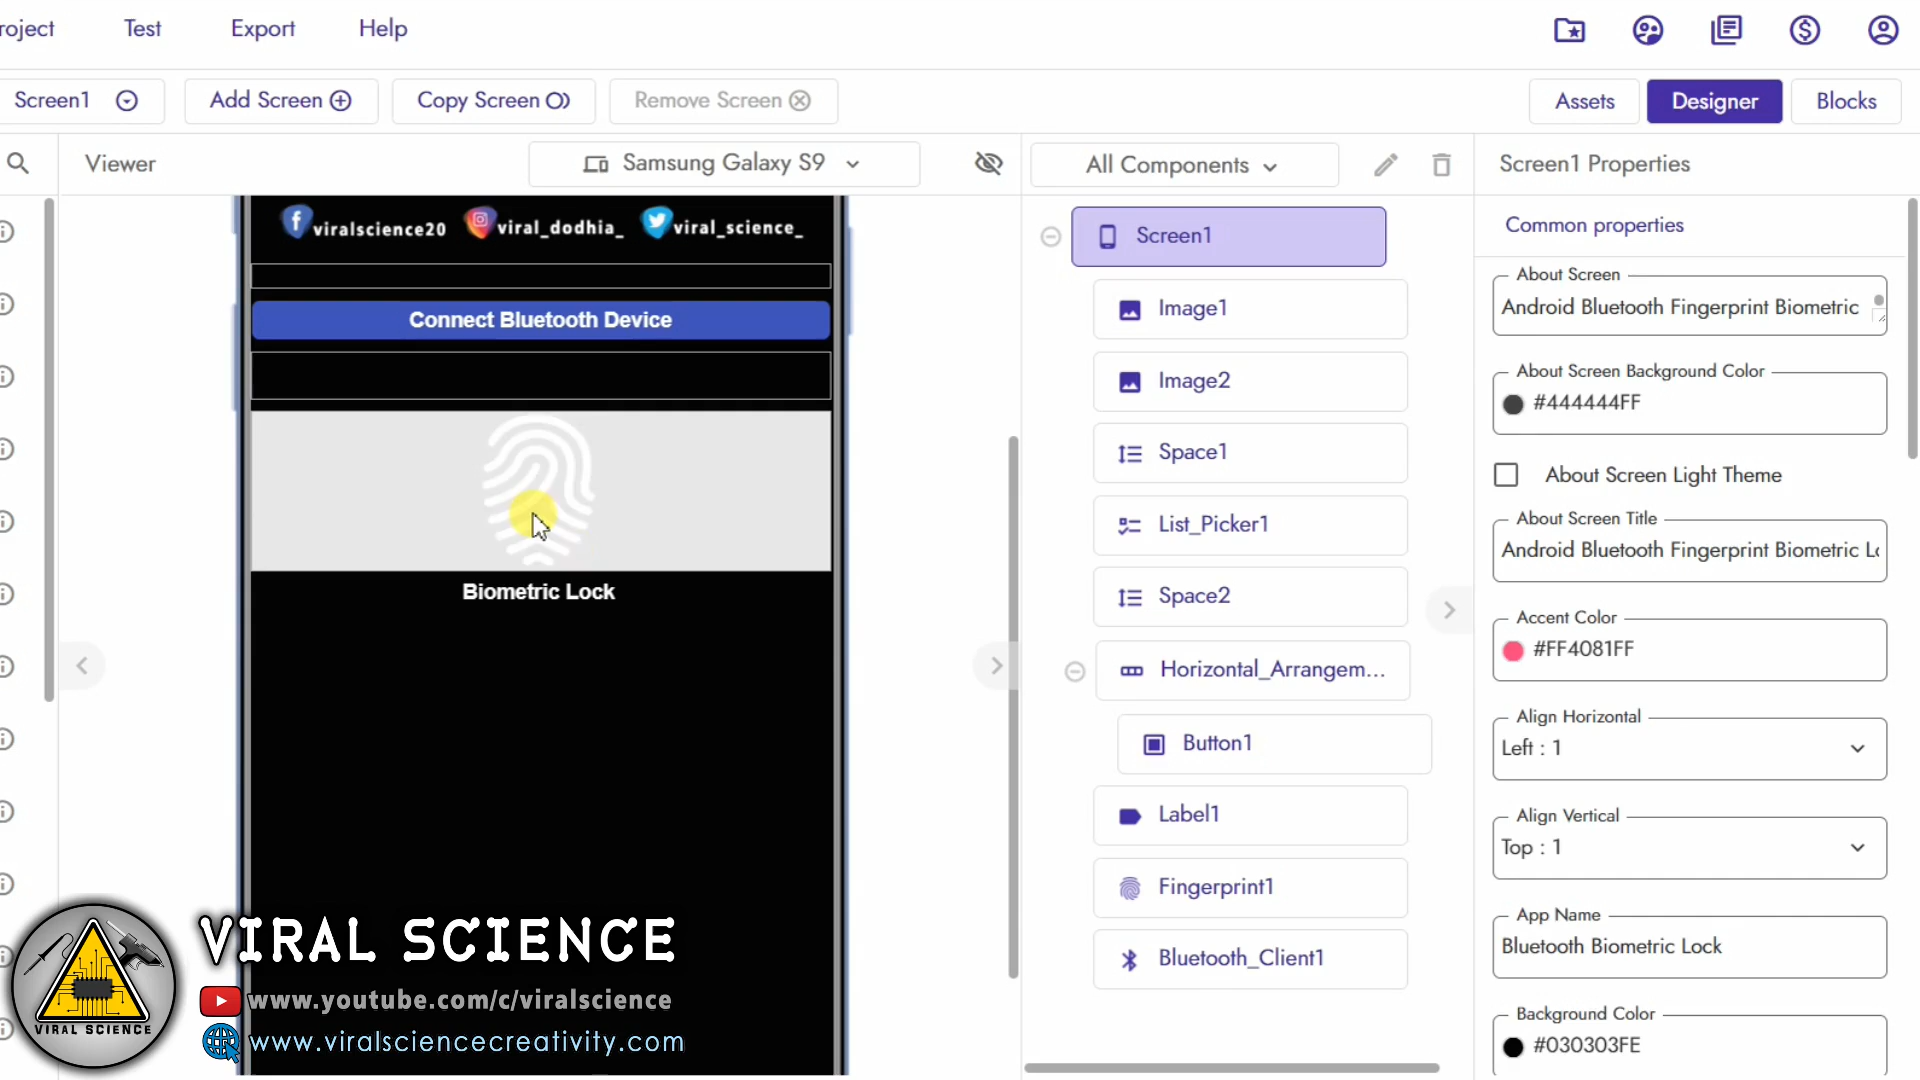 roject
Test
Export
Help
Screen1
Add Screen
Copy Screen
Remove Screen
Assets
Designer
Blocks
Viewer
Samsung Galaxy S9
All Components
Screen1 Properties
viralscience20
viral_dodhia_
viral_science_
Connect Bluetooth Device
Biometric Lock
Screen1
Image1
Image2
Space1
List_Picker1
Space2
Horizontal_Arrangem...
Button1
Label1
Fingerprint1
Bluetooth_Client1
Common properties
About Screen
Android Bluetooth Fingerprint Biometric
About Screen Background Color
#444444FF
About Screen Light Theme
About Screen Title
Android Bluetooth Fingerprint Biometric Lo
Accent Color
#FF4081FF
Align Horizontal
Left : 1
Align Vertical
Top : 1
App Name
Bluetooth Biometric Lock
Background Color
#030303FE
VIRAL SCIENCE
VIRAL SCIENCE
www.youtube.com/c/viralscience
www.viralsciencecreativity.com